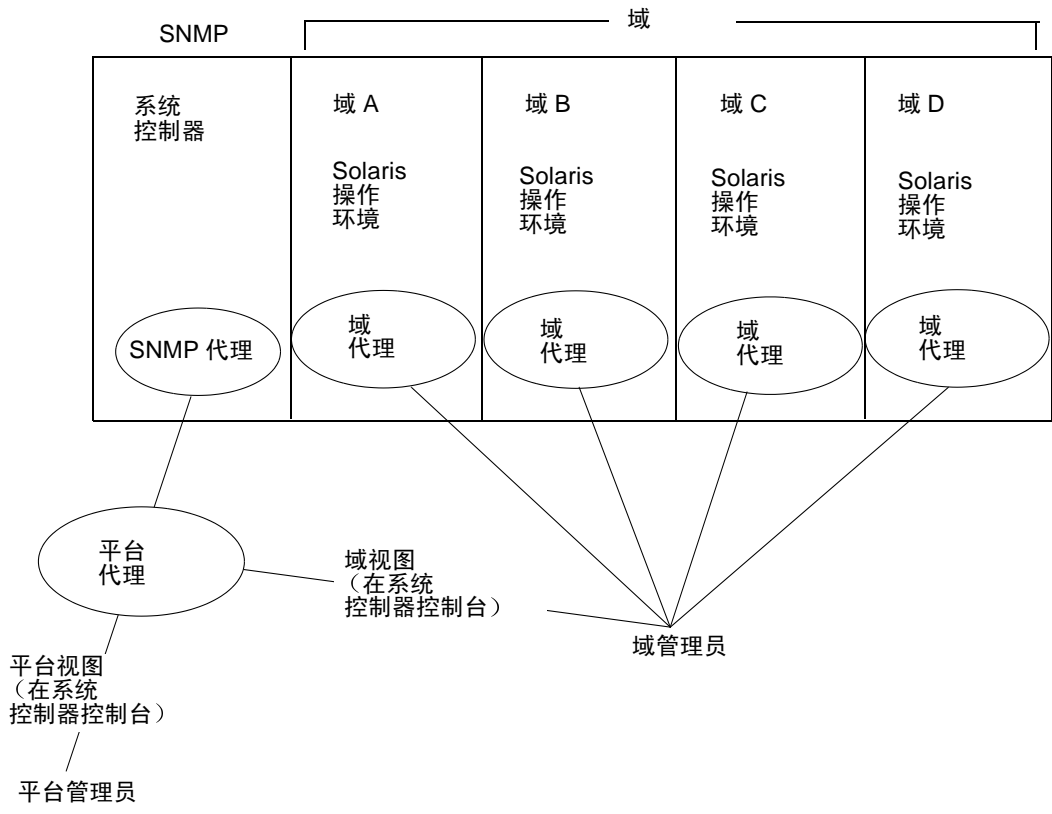 SNMP
域
系统
控制器
域 A
Solaris
操作
环境
域 B
Solaris
操作
环境
域 C
Solaris
操作
环境
域 D
Solaris
操作
环境
SNMP 代理
域
代理
域
代理
域
代理
域
代理
平台
代理
域视图
（在系统
控制器控制台）
域管理员
平台视图
（在系统
控制器控制台）
平台管理员